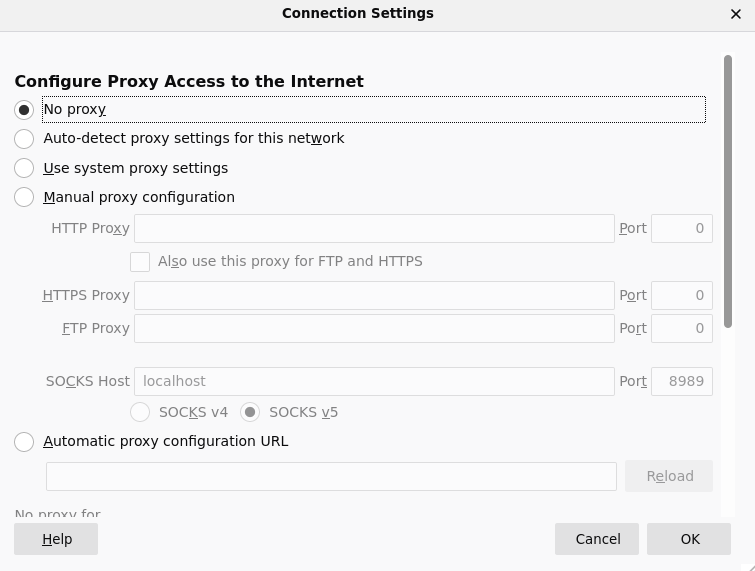 Connection Settings
Configure Proxy Access to the Internet
No proxy
Auto-detect proxy settings for this network
Use system proxy settings
Manual proxy configuration
HTTP Proxy Port 0
Also use this proxy for FTP and HTTPS
HTTPS Proxy Port 0
FTP Proxy Port 0
SOCKS Host localhost Port 8989
SOCKS v4 SOCKS v5
Automatic proxy configuration URL
Reload
No proxy for
Help Cancel OK